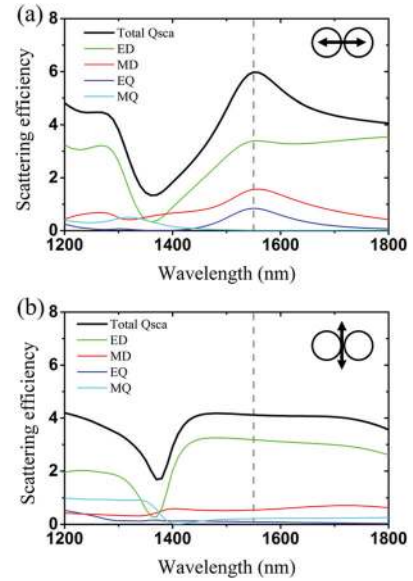 (a)
Total Qsca
ED
MD
EQ
MQ
Scattering efficiency
8
6
4
2
0
1200 1400 1600 1800
Wavelength (nm)
(b)
Total Qsca
ED
MD
EQ
MQ
Scattering efficiency
8
6
4
2
0
1200 1400 1600 1800
Wavelength (nm)